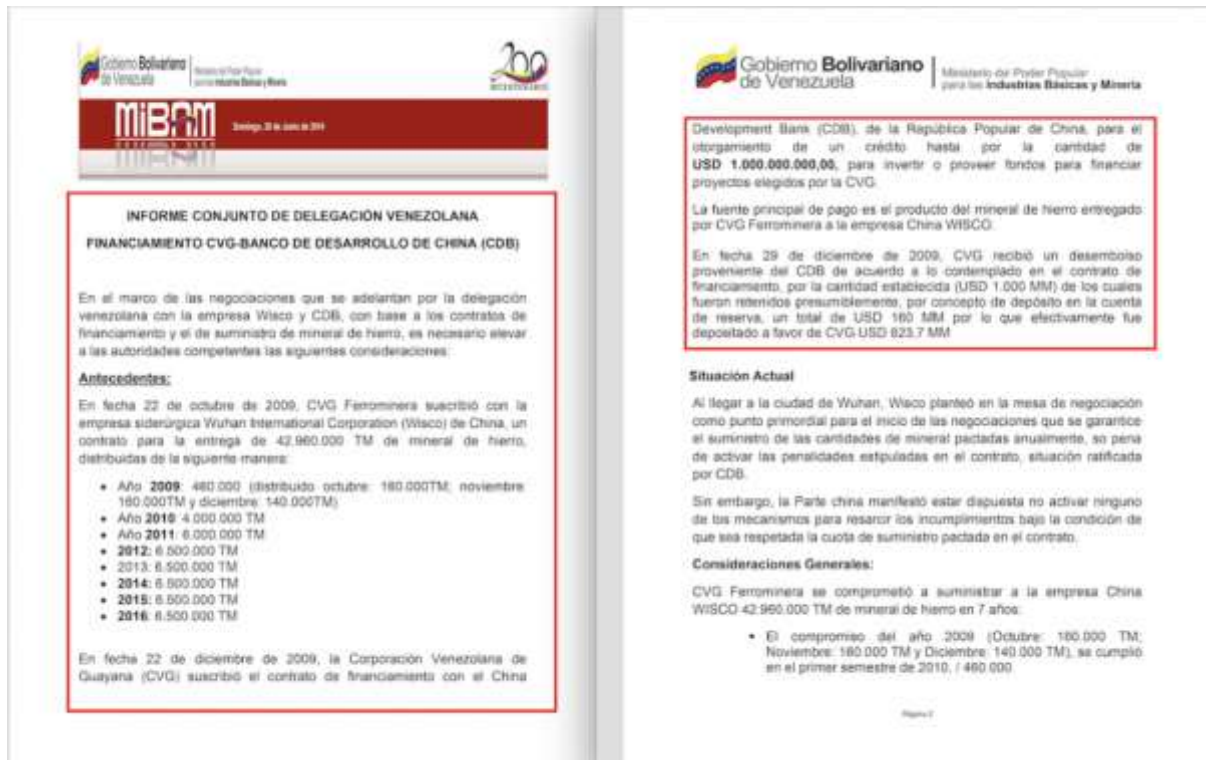 Gobierno Bolivariano
de Venezuela
Ministerio del Poder Popular
para las Industrias Básicas y Minería
200
BICENTENARIO
MIBAM
Domingo, 20 de Junio de 2010
INFORME CONJUNTO DE DELEGACIÓN VENEZOLANA
FINANCIAMIENTO CVG-BANCO DE DESARROLLO DE CHINA (CDB)
En el marco de las negociaciones que se adelantan por la delegación
venezolana con la empresa Wisco y CDB, con base a los contratos de
financiamiento y el de suministro de mineral de hierro, es necesario elevar
a las autoridades competentes las siguientes consideraciones:
Antecedentes:
En fecha 22 de octubre de 2009, CVG Ferrominera suscribió con la
empresa siderúrgica Wuhan International Corporation (Wisco) de China, un
contrato para la entrega de 42.960.000 TM de mineral de hierro,
distribuidas de la siguiente manera:
• Año 2009: 460.000 (distribuido octubre: 160.000TM; noviembre:
160.000TM y diciembre: 140.000TM)
• Año 2010: 4.000.000 TM
• Año 2011: 6.000.000 TM
• 2012: 6.500.000 TM
• 2013: 6.500.000 TM
• 2014: 6.500.000 TM
• 2015: 6.500.000 TM
• 2016: 6.500.000 TM
En fecha 22 de diciembre de 2009, la Corporación Venezolana de
Guayana (CVG) suscribió el contrato de financiamiento con el China
Gobierno Bolivariano
de Venezuela
Ministerio del Poder Popular
para las Industrias Básicas y Minería
Development Bank (CDB), de la República Popular de China, para el
otorgamiento de un crédito hasta por la cantidad de
USD 1.000.000.000,00, para invertir o proveer fondos para financiar
proyectos elegidos por la CVG.
La fuente principal de pago es el producto del mineral de hierro entregado
por CVG Ferrominera a la empresa China WISCO.
En fecha 29 de diciembre de 2009, CVG recibió un desembolso
proveniente del CDB de acuerdo a lo contemplado en el contrato de
financiamiento, por la cantidad establecida (USD 1.000 MM) de los cuales
fueron retenidos presumiblemente, por concepto de depósito en la cuenta
de reserva, un total de USD 160 MM por lo que efectivamente fue
depositado a favor de CVG USD 823.7 MM
Situación Actual
Al llegar a la ciudad de Wuhan, Wisco planteó en la mesa de negociación
como punto primordial para el inicio de las negociaciones que se garantice
el suministro de las cantidades de mineral pactadas anualmente, so pena
de activar las penalidades estipuladas en el contrato, situación ratificada
por CDB.
Sin embargo, la Parte china manifestó estar dispuesta no activar ninguno
de los mecanismos para resarcir los incumplimientos bajo la condición de
que sea respetada la cuota de suministro pactada en el contrato.
Consideraciones Generales:
CVG Ferrominera se comprometió a suministrar a la empresa China
WISCO 42.960.000 TM de mineral de hierro en 7 años:
• El compromiso del año 2009 (Octubre: 160.000 TM;
Noviembre: 160.000 TM y Diciembre: 140.000 TM), se cumplió
en el primer semestre de 2010. / 460.000
Página 2